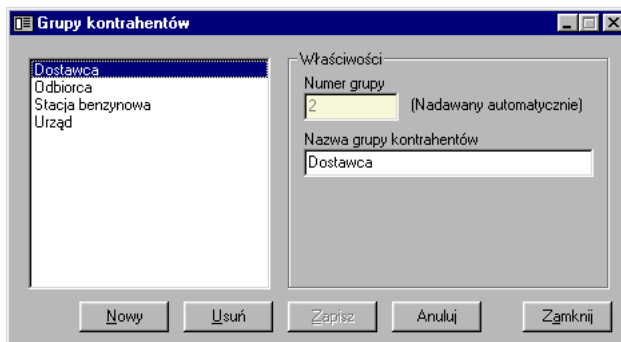 Grupy kontrahentów
Dostawca
Odbiorca
Stacja benzynowa
Urząd
Właściwości
Numer grupy
2 (Nadawany automatycznie)
Nazwa grupy kontrahentów
Dostawca
Nowy Usuń Zapisz Anuluj Zamknij